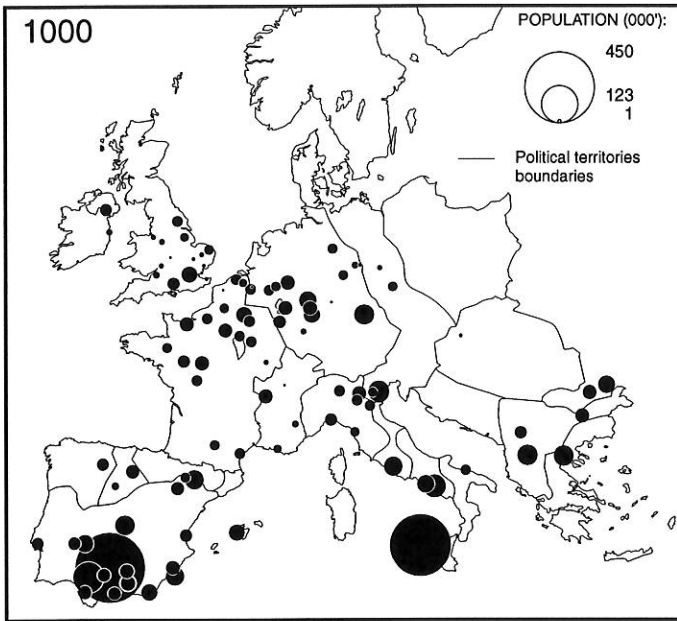 1000
POPULATION (000'):
450
123
1
Political territories
boundaries